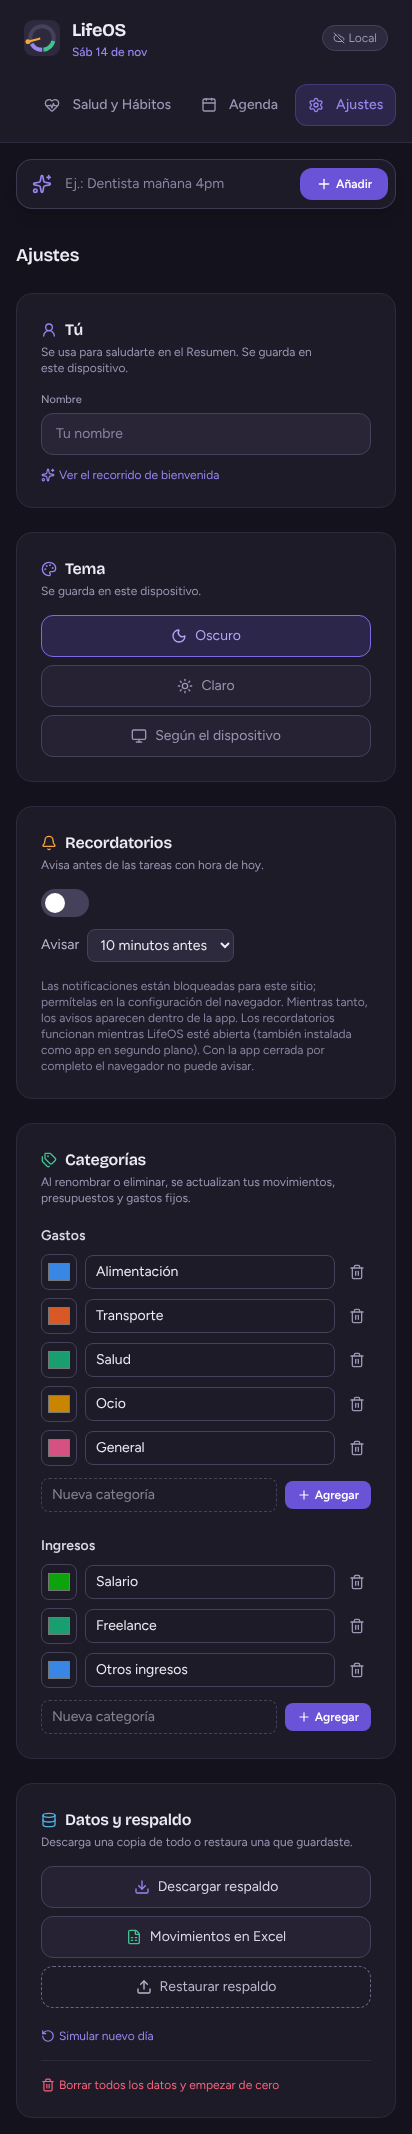 LifeOS
Sáb 14 de nov
Local
Salud y Hábitos
Agenda
Ajustes
Ej.: Dentista mañana 4pm
Añadir
Ajustes
Tú
Se usa para saludarte en el Resumen. Se guarda en
este dispositivo.
Nombre
Tu nombre
Ver el recorrido de bienvenida
Tema
Se guarda en este dispositivo.
Oscuro
Claro
Según el dispositivo
Recordatorios
Avisa antes de las tareas con hora de hoy.
Avisar 10 minutos antes
Las notificaciones están bloqueadas para este sitio;
permítelas en la configuración del navegador. Mientras tanto,
los avisos aparecen dentro de la app. Los recordatorios
funcionan mientras LifeOS esté abierta (también instalada
como app en segundo plano). Con la app cerrada por
completo el navegador no puede avisar.
Categorías
Al renombrar o eliminar, se actualizan tus movimientos,
presupuestos y gastos fijos.
Gastos
Alimentación
Transporte
Salud
Ocio
General
Nueva categoría
Agregar
Ingresos
Salario
Freelance
Otros ingresos
Nueva categoría
Agregar
Datos y respaldo
Descarga una copia de todo o restaura una que guardaste.
Descargar respaldo
Movimientos en Excel
Restaurar respaldo
Simular nuevo día
Borrar todos los datos y empezar de cero